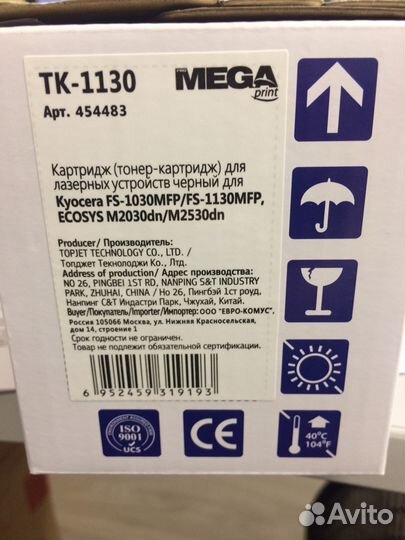 TK-1130
PRO MEGA print
Арт. 454483
Картридж (тонер-картридж) для
лазерных устройств черный для
Kyocera FS-1030MFP/FS-1130MFP,
ECOSYS M2030dn/M2530dn
Producer / Производитель:
TOPJET TECHNOLOGY CO., LTD. /
Топджет Текнолоджи Ко., Лтд.
Address of production / Адрес производства:
NO 26, PINGBEI 1ST RD, NANPING S&T INDUSTRY
PARK, ZHUHAI, CHINA / Но 26, Пингбэй 1ст роуд,
Нанпинг С&Т Индастри Парк, Чжухай, Китай.
Buyer/Покупатель/Importer/Импортер: ООО "ЕВРО-КОМУС",
Россия 105066 Москва, ул. Нижняя Красносельская,
дом 14, строение 1
Срок годности не ограничен.
Товар не подлежит обязательной сертификации.
6 952459 319193
ISO
9001
UCS
CE
40°C
104°F
Avito